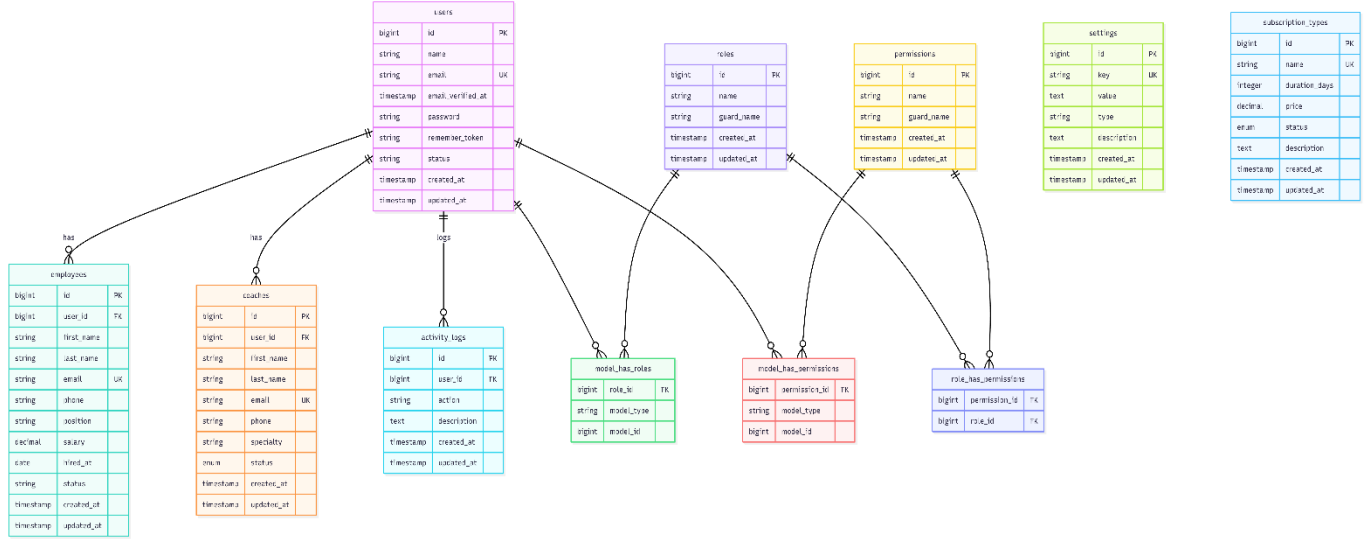 users
bigint id PK
string name
string email UK
timestamp email_verified_at
string password
string remember_token
string status
timestamp created_at
timestamp updated_at
roles
bigint id PK
string name
string guard_name
timestamp created_at
timestamp updated_at
permissions
bigint id PK
string name
string guard_name
timestamp created_at
timestamp updated_at
settings
bigint id PK
string key UK
text value
string type
text description
timestamp created_at
timestamp updated_at
subscription_types
bigint id PK
string name UK
integer duration_days
decimal price
enum status
text description
timestamp created_at
timestamp updated_at
has
has
logs
employees
bigint id PK
bigint user_id FK
string first_name
string last_name
string email UK
string phone
string position
decimal salary
date hired_at
string status
timestamp created_at
timestamp updated_at
coaches
bigint id PK
bigint user_id FK
string first_name
string last_name
string email UK
string phone
string specialty
enum status
timestamp created_at
timestamp updated_at
activity_logs
bigint id PK
bigint user_id FK
string action
text description
timestamp created_at
timestamp updated_at
model_has_roles
bigint role_id FK
string model_type
bigint model_id
model_has_permissions
bigint permission_id FK
string model_type
bigint model_id
role_has_permissions
bigint permission_id FK
bigint role_id FK